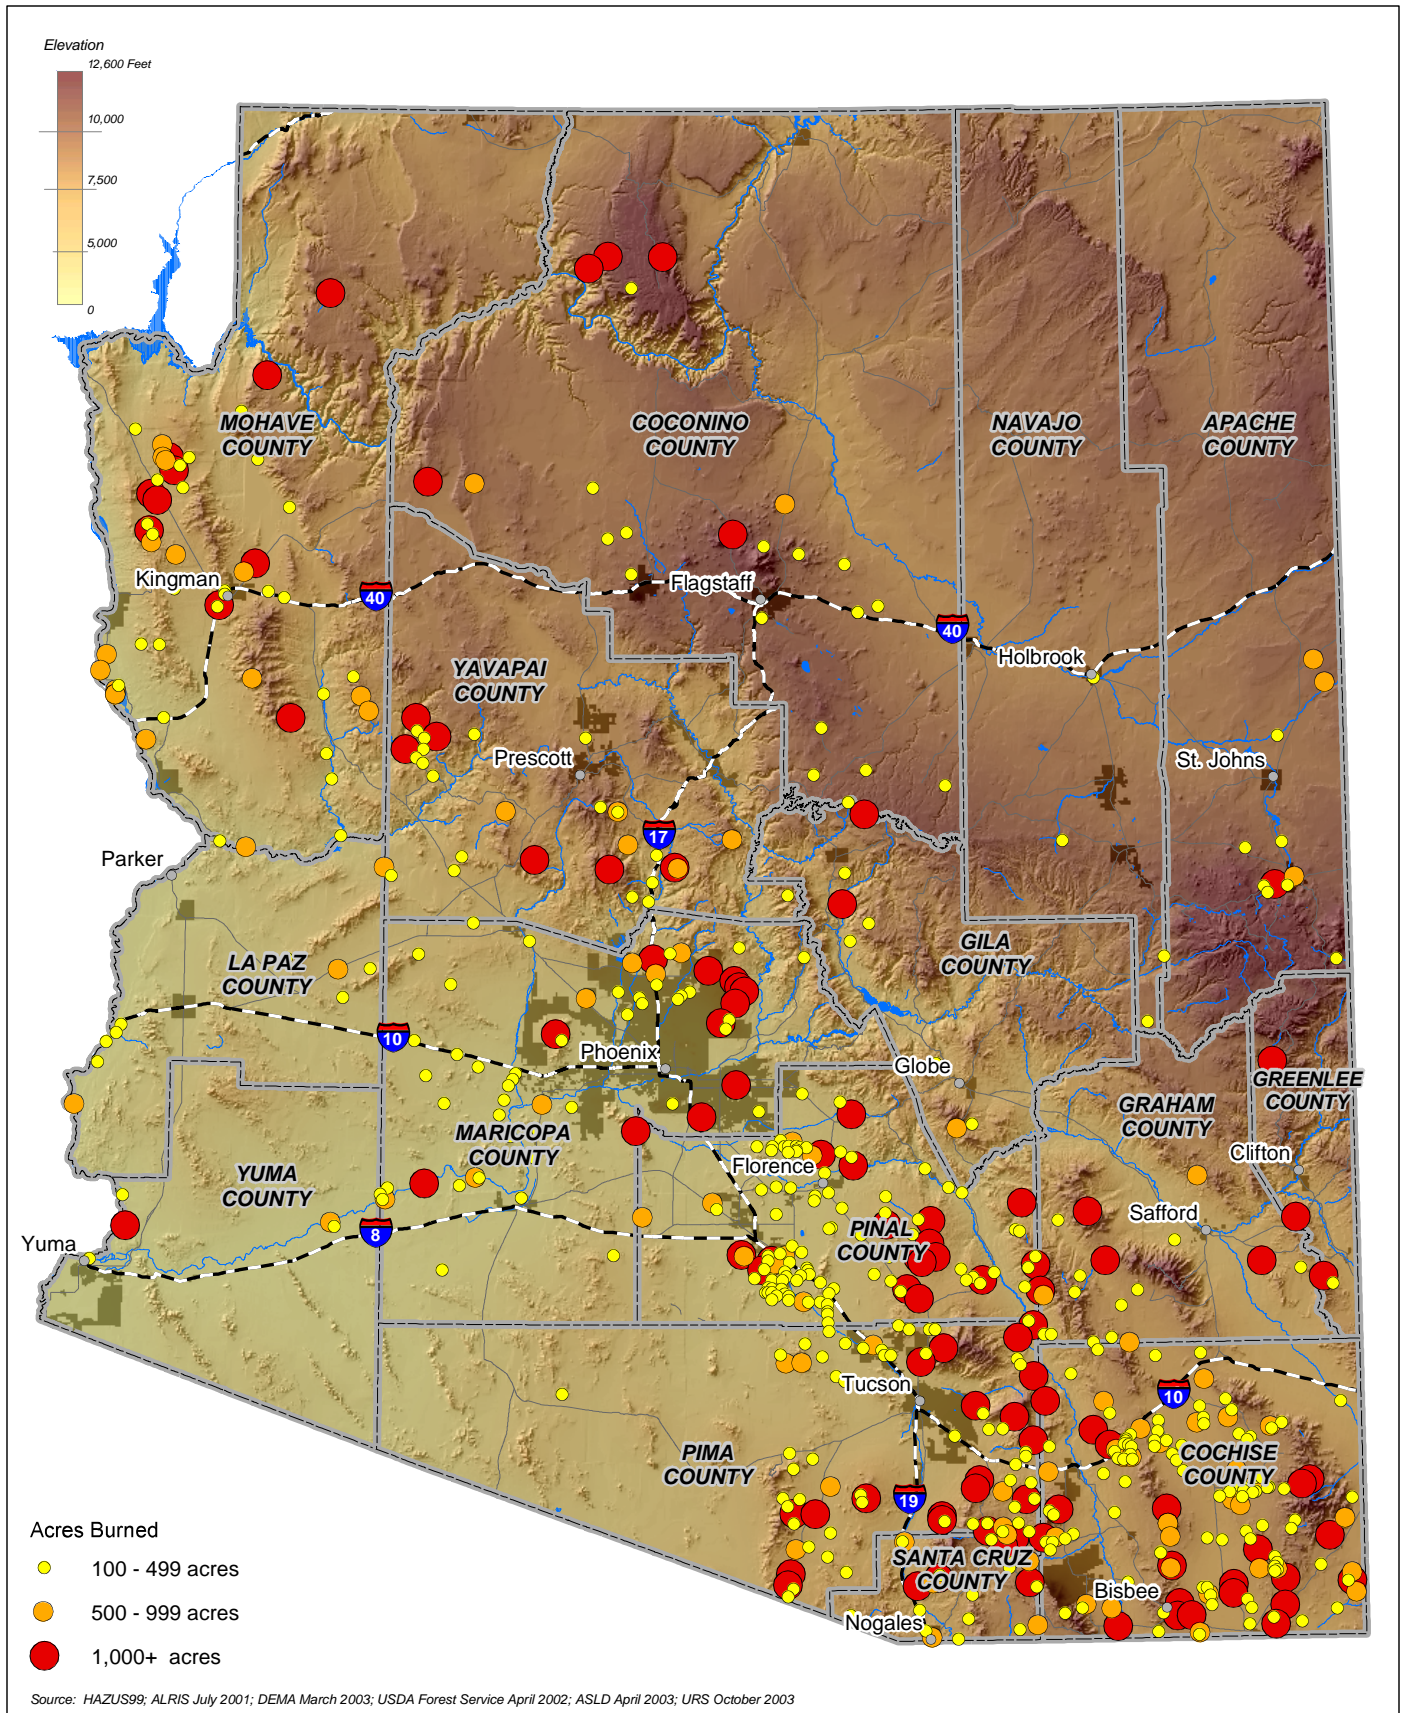 Elevation
12,600 Feet
10,000
7,500
5,000
0
MOHAVE
COUNTY
COCONINO
COUNTY
NAVAJO
COUNTY
APACHE
COUNTY
Kingman
40
Flagstaff
40
Holbrook
YAVAPAI
COUNTY
Prescott
St. Johns
17
Parker
LA PAZ
COUNTY
GILA
COUNTY
10
Phoenix
Globe
GREENLEE
COUNTY
GRAHAM
COUNTY
MARICOPA
COUNTY
Florence
Clifton
YUMA
COUNTY
Safford
Yuma
8
PINAL
COUNTY
Tucson
10
PIMA
COUNTY
COCHISE
COUNTY
19
SANTA CRUZ
COUNTY
Bisbee
Nogales
Acres Burned
100 - 499 acres
500 - 999 acres
1,000+ acres
Source: HAZUS99; ALRIS July 2001; DEMA March 2003; USDA Forest Service April 2002; ASLD April 2003; URS October 2003